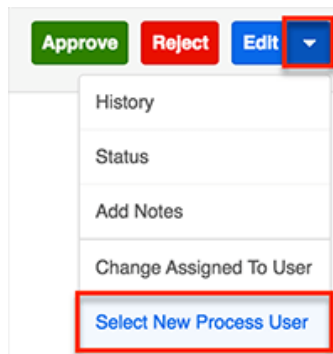 Approve Reject Edit
History
Status
Add Notes
Change Assigned To User
Select New Process User